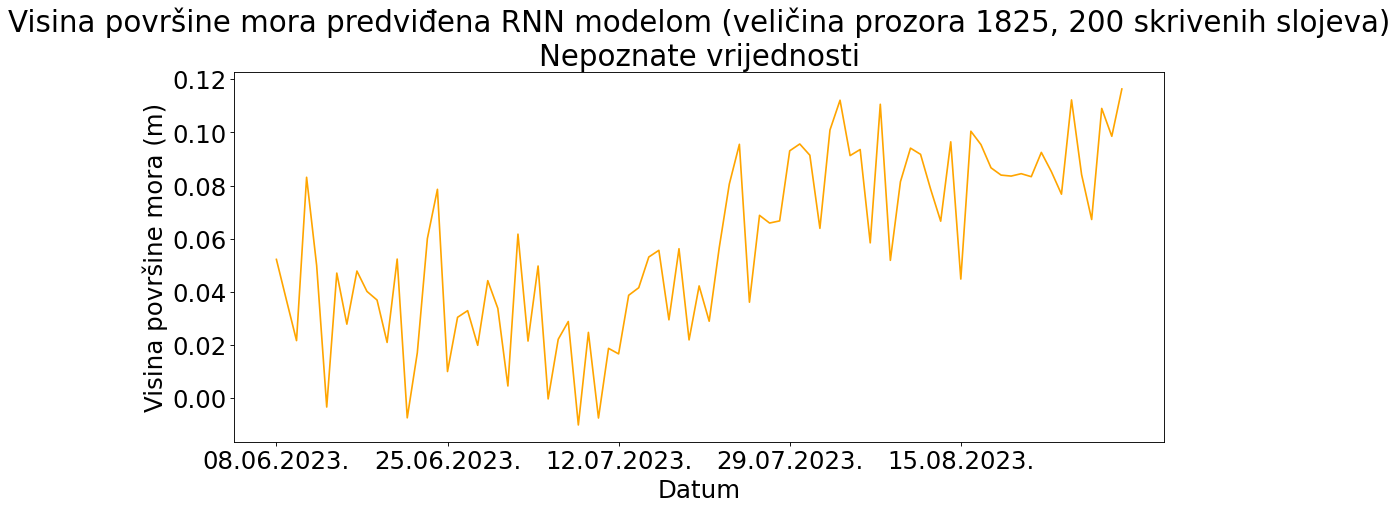 Visina površine mora predviđena RNN modelom (veličina prozora 1825, 200 skrivenih slojeva)
Nepoznate vrijednosti
Visina površine mora (m)
0.12
0.10
0.08
0.06
0.04
0.02
0.00
08.06.2023. 25.06.2023. 12.07.2023. 29.07.2023. 15.08.2023.
Datum